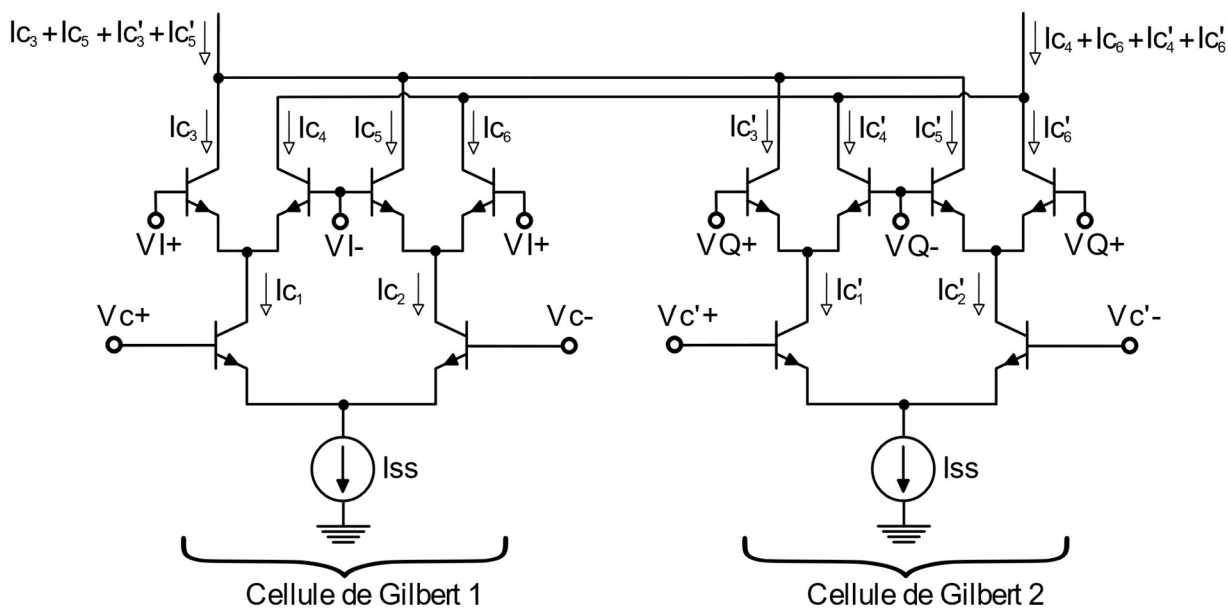 Ic₃ + Ic₅ + Ic'₃ + Ic'₅
Ic₄ + Ic₆ + Ic'₄ + Ic'₆
Ic₃ Ic₄ Ic₅ Ic₆ Ic'₃ Ic'₄ Ic'₅ Ic'₆
VI+ VI- VI+ VQ+ VQ- VQ+
Ic₁ Ic₂ Ic'₁ Ic'₂
Vc+ Vc- Vc'+ Vc'-
Iss Iss
Cellule de Gilbert 1 Cellule de Gilbert 2